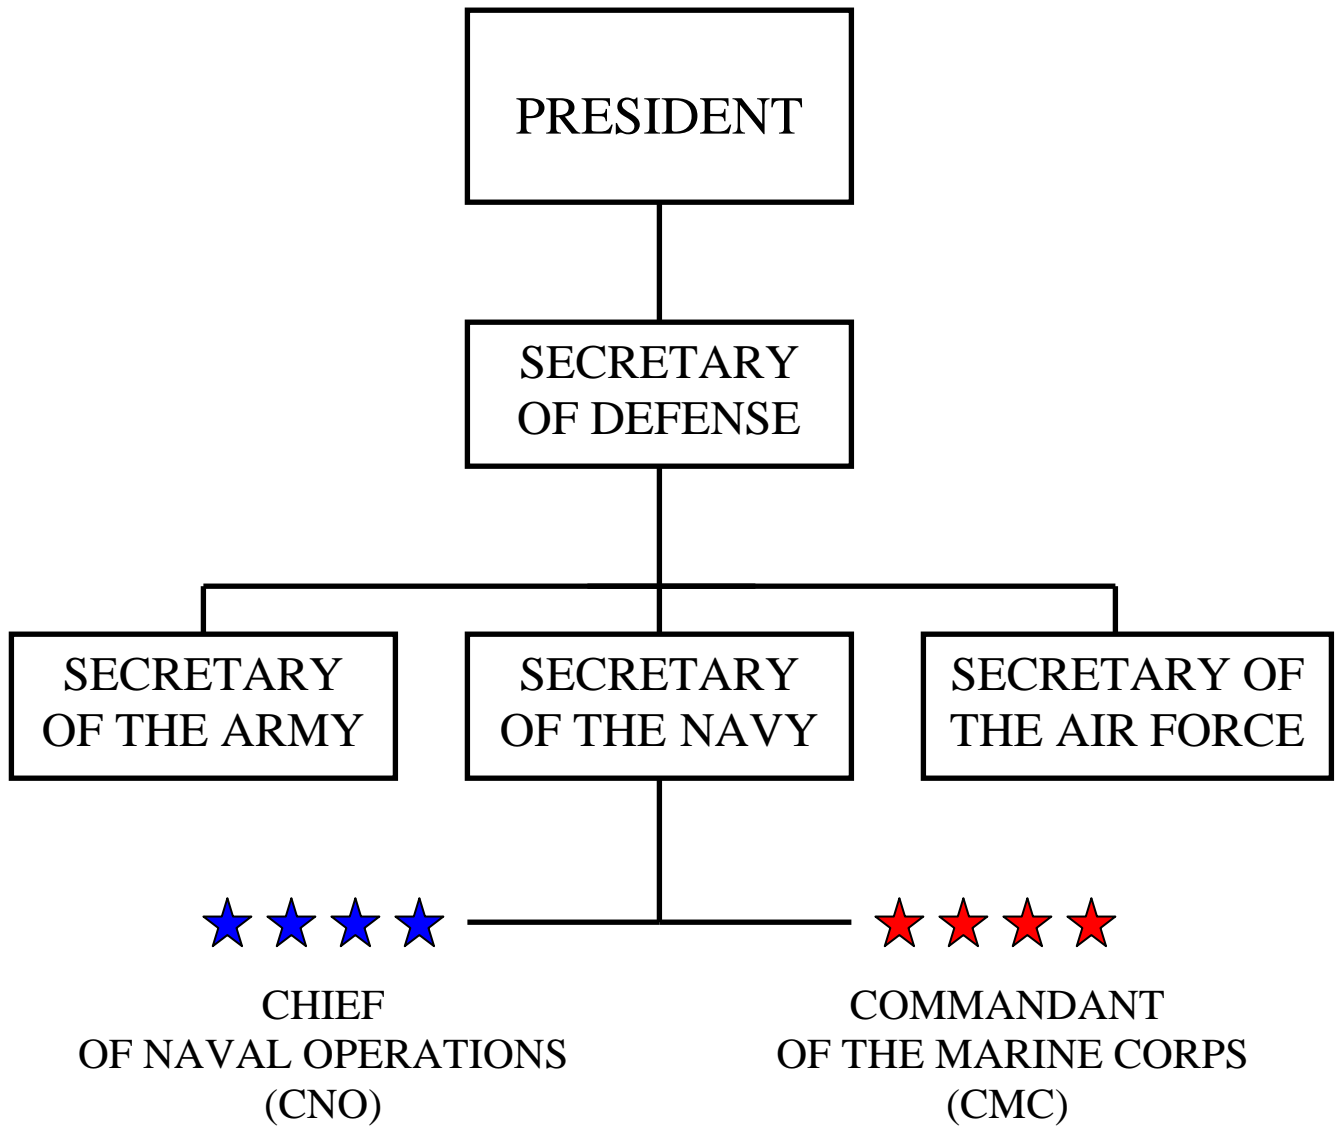 PRESIDENT
SECRETARY
OF DEFENSE
SECRETARY
OF THE ARMY
SECRETARY
OF THE NAVY
SECRETARY OF
THE AIR FORCE
CHIEF
OF NAVAL OPERATIONS
(CNO)
COMMANDANT
OF THE MARINE CORPS
(CMC)